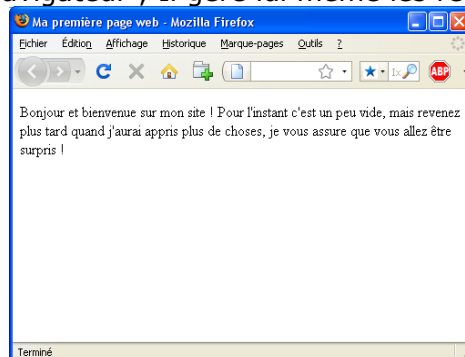 avigateur , il gère lui même les re
Ma première page web - Mozilla Firefox
Fichier Édition Affichage Historique Marque-pages Outils ?
ABP
Bonjour et bienvenue sur mon site ! Pour l'instant c'est un peu vide, mais revenez
plus tard quand j'aurai appris plus de choses, je vous assure que vous allez être
surpris !
Terminé